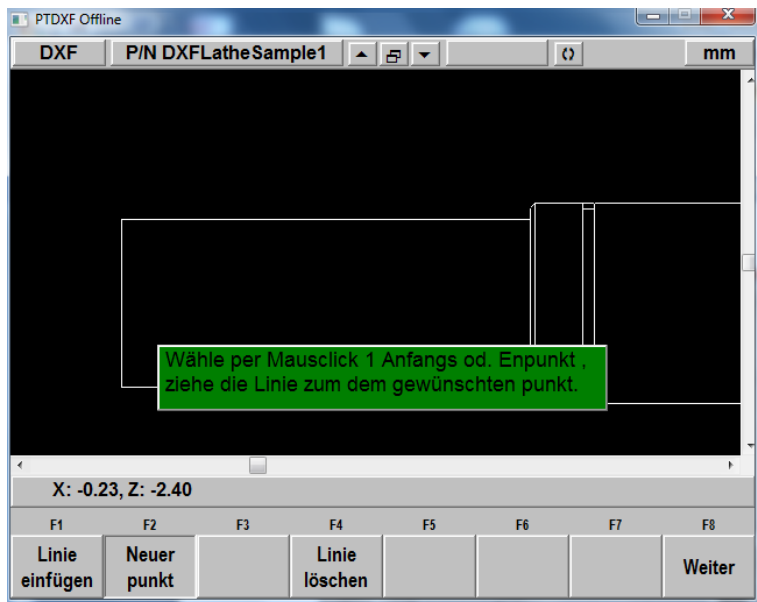 PTDXF Offline
DXF P/N DXFLatheSample1 mm
Wähle per Mausclick 1 Anfangs od. Enpunkt ,
ziehe die Linie zum dem gewünschten punkt.
X: -0.23, Z: -2.40
F1 F2 F3 F4 F5 F6 F7 F8
Linie einfügen
Neuer punkt
Linie löschen
Weiter